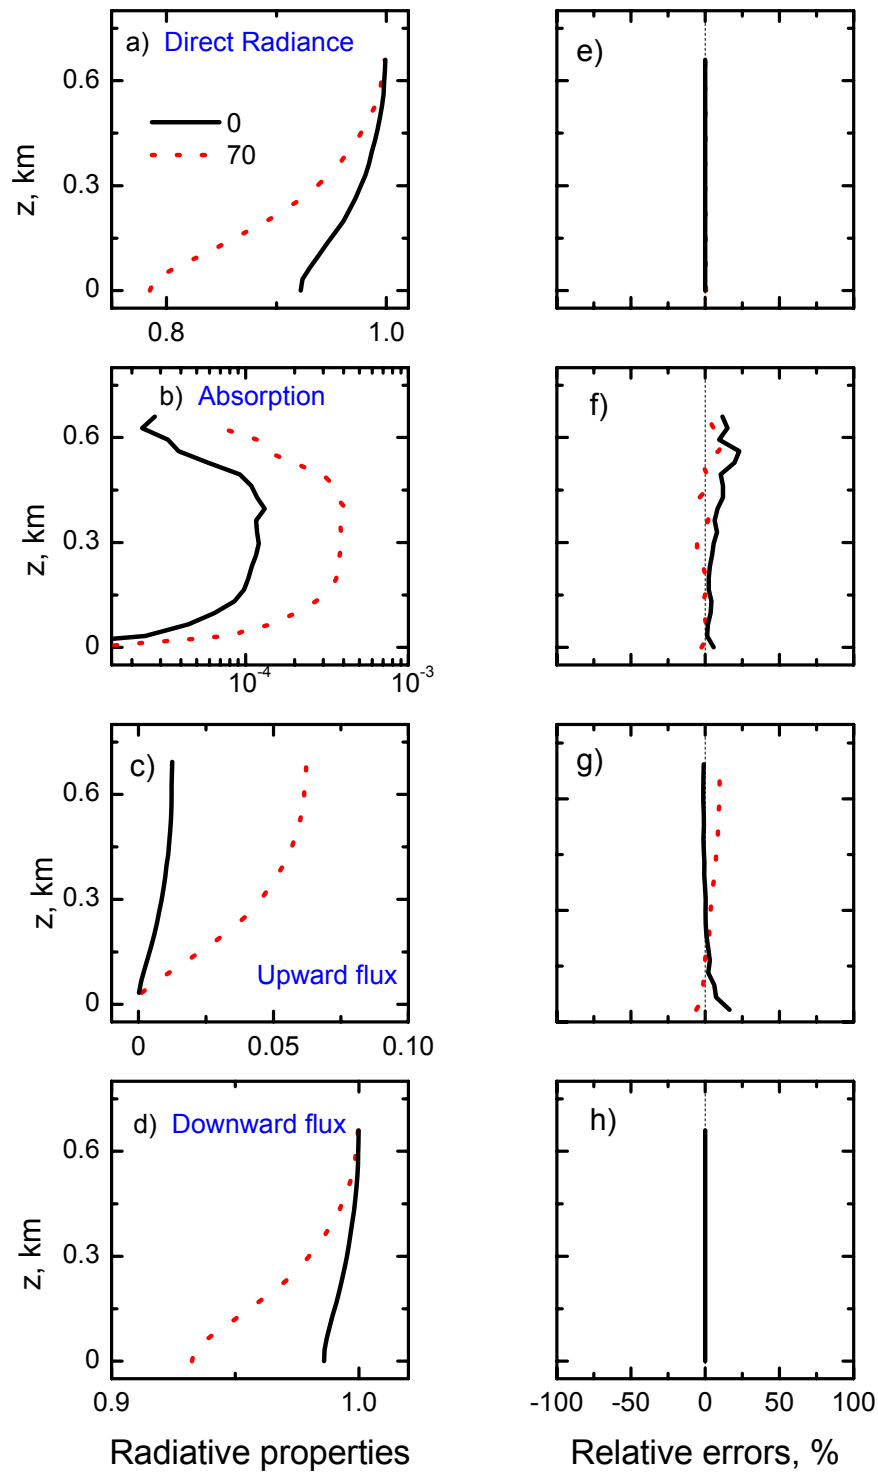 a) Direct Radiance
0
70
0.6
0.3
0
z, km
0.8
1.0
e)
b) Absorption
0.6
0.3
0
z, km
10-4
10-3
f)
c)
0.6
0.3
0
z, km
Upward flux
0
0.05
0.10
g)
d) Downward flux
0.6
0.3
0
z, km
0.9
1.0
h)
-100
-50
0
50
100
Radiative properties
Relative errors, %